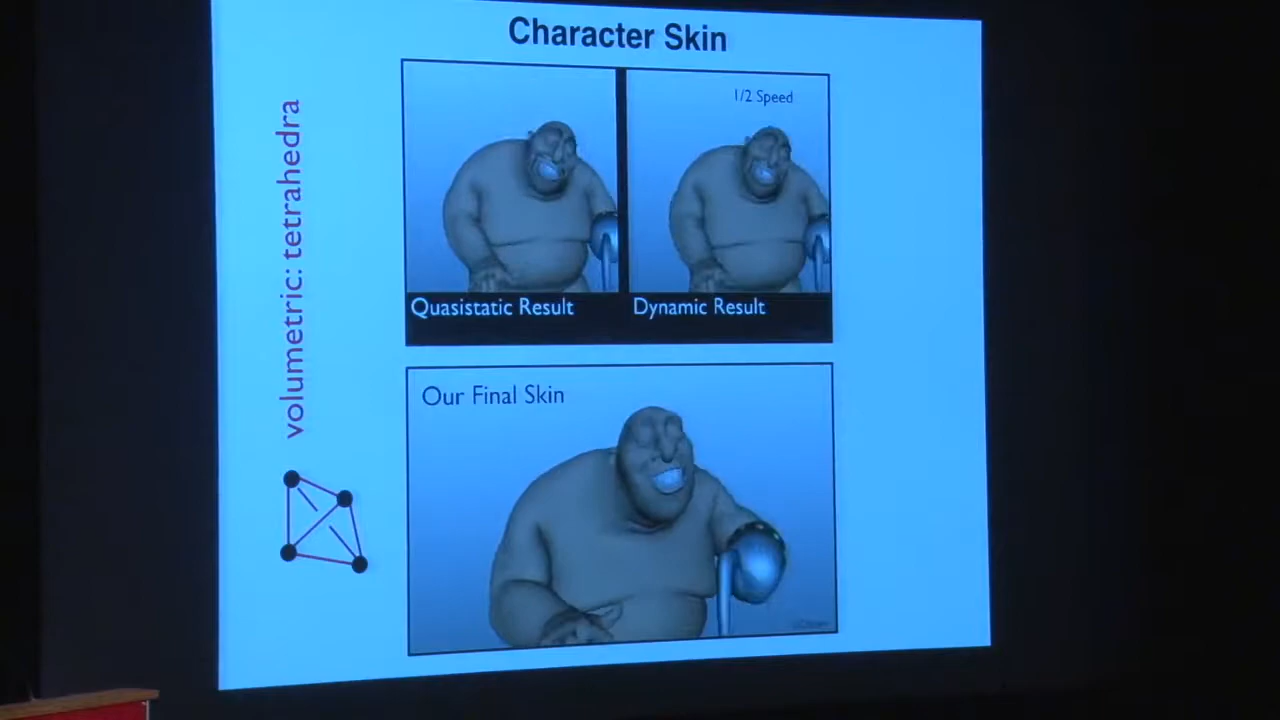 Character Skin
volumetric: tetrahedra
1/2 Speed
Quasistatic Result
Dynamic Result
Our Final Skin